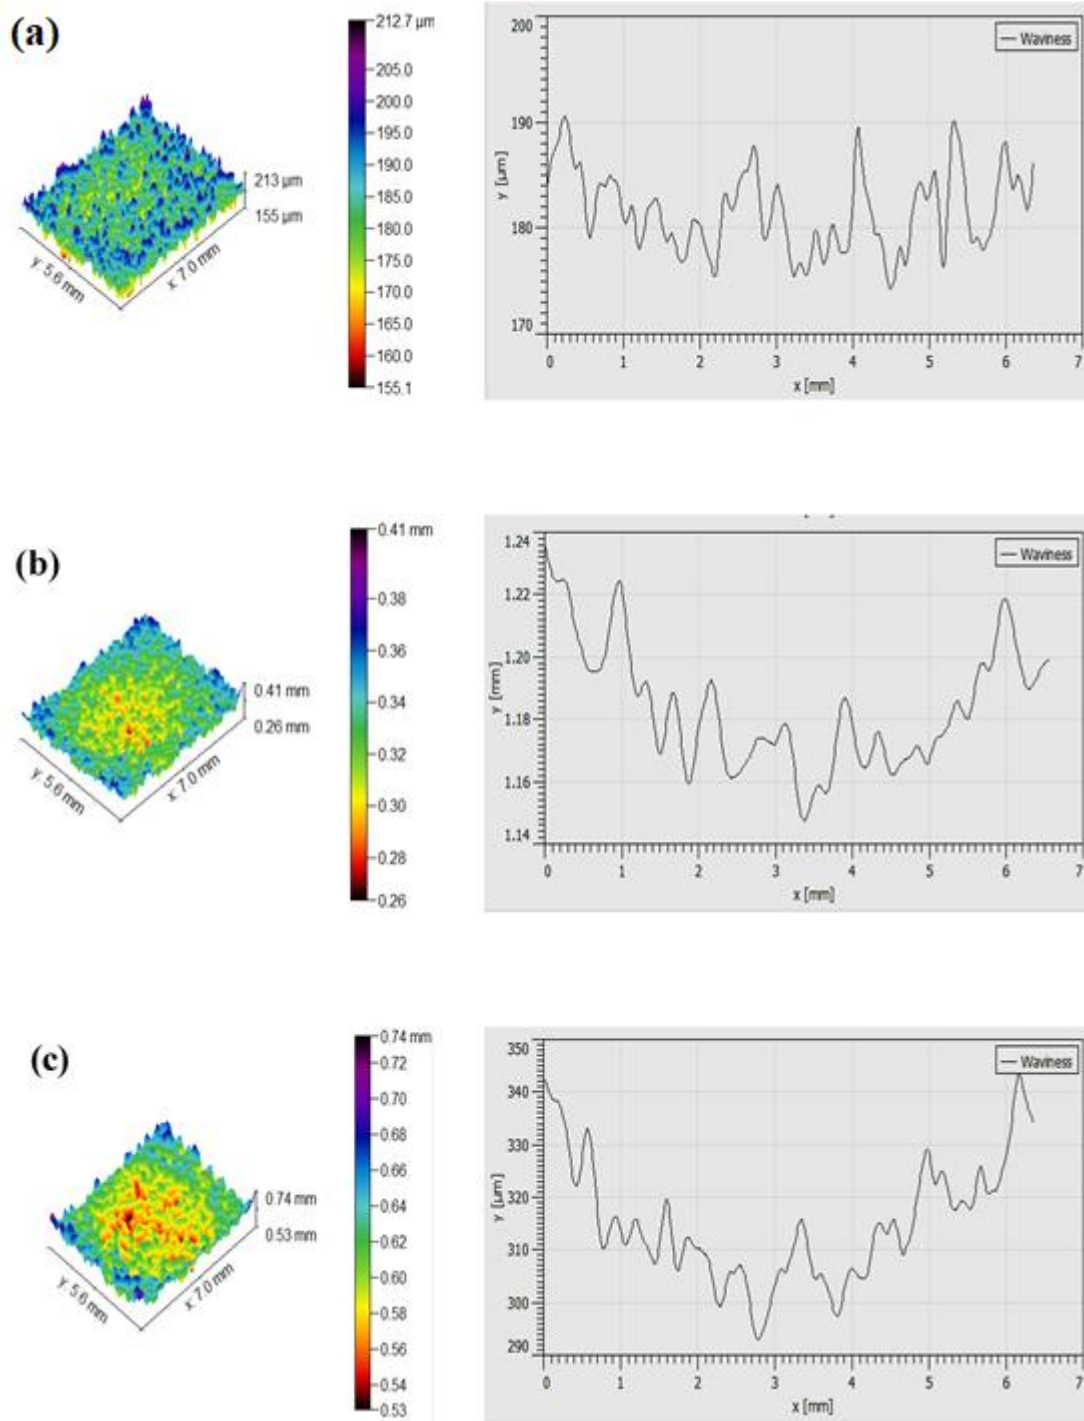 (a)
212.7 µm
205.0
200.0
195.0
190.0
185.0
180.0
175.0
170.0
165.0
160.0
155.1
213 µm
155 µm
y: 5.6 mm
x: 7.0 mm
Waviness
200
190
180
170
y [µm]
0 1 2 3 4 5 6 7
x [mm]
(b)
0.41 mm
0.38
0.36
0.34
0.32
0.30
0.28
0.26
0.41 mm
0.26 mm
y: 5.6 mm
x: 7.0 mm
Waviness
1.24
1.22
1.20
1.18
1.16
1.14
y [mm]
0 1 2 3 4 5 6 7
x [mm]
(c)
0.74 mm
0.72
0.70
0.68
0.66
0.64
0.62
0.60
0.58
0.56
0.54
0.53
0.74 mm
0.53 mm
y: 5.6 mm
x: 7.0 mm
Waviness
350
340
330
320
310
300
290
y [µm]
0 1 2 3 4 5 6 7
x [mm]